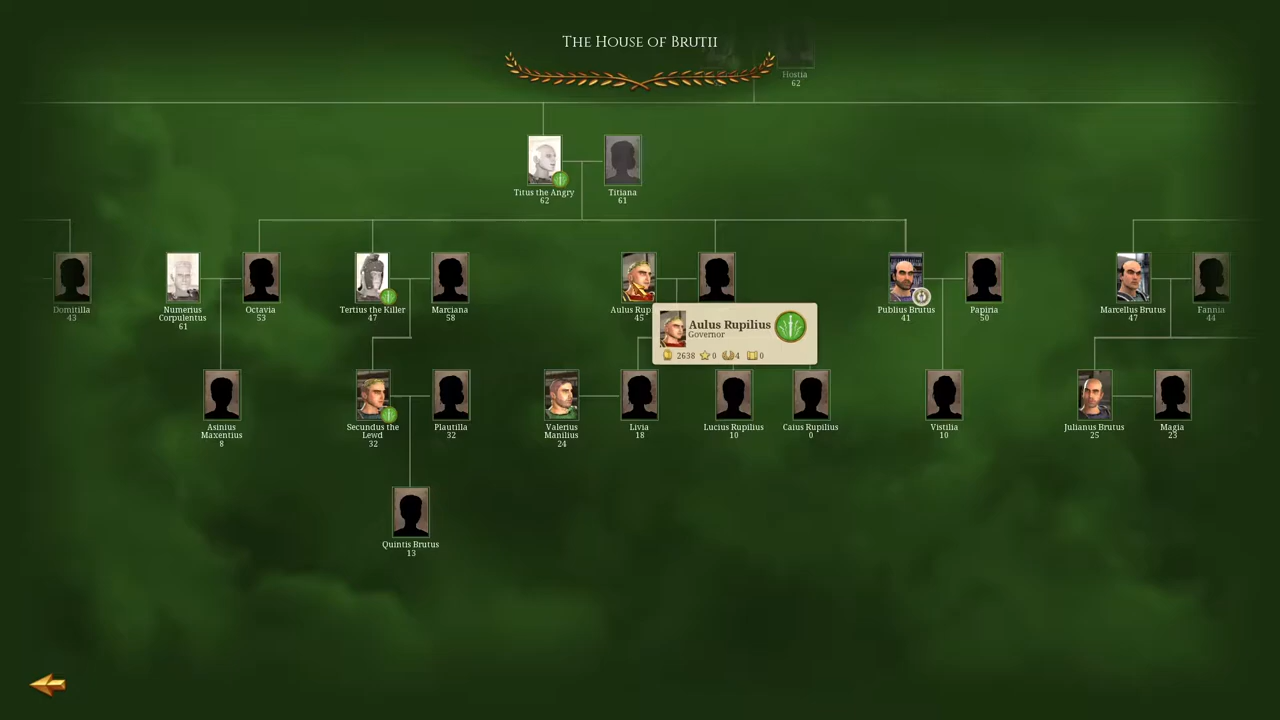 THE HOUSE OF BRUTII
Hostia
62
Titus the Angry
62
Titiana
61
Domitilla
43
Numerius
Corpulentus
61
Octavia
53
Tertius the Killer
47
Marciana
58
Aulus Rup
45
Publius Brutus
41
Papiria
50
Marcellus Brutus
47
Fannia
44
Aulus Rupilius
Governor
2638 0 4 0
Asinius
Maxentius
8
Secundus the
Lewd
32
Plautilla
32
Valerius
Manilius
24
Livia
18
Lucius Rupilius
10
Caius Rupilius
0
Vistilia
10
Julianus Brutus
25
Magia
23
Quintis Brutus
13